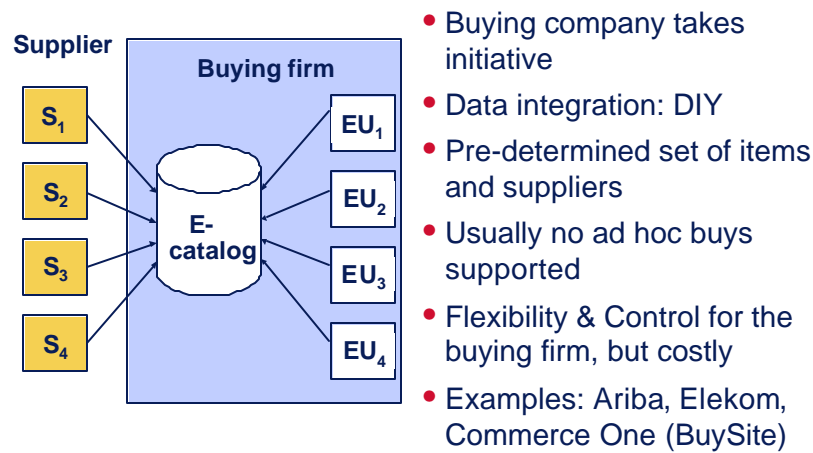 Supplier
Buying firm
S1
S2
S3
S4
E-
catalog
EU1
EU2
EU3
EU4
• Buying company takes
initiative
• Data integration: DIY
• Pre-determined set of items
and suppliers
• Usually no ad hoc buys
supported
• Flexibility & Control for the
buying firm, but costly
• Examples: Ariba, Elekom,
Commerce One (BuySite)